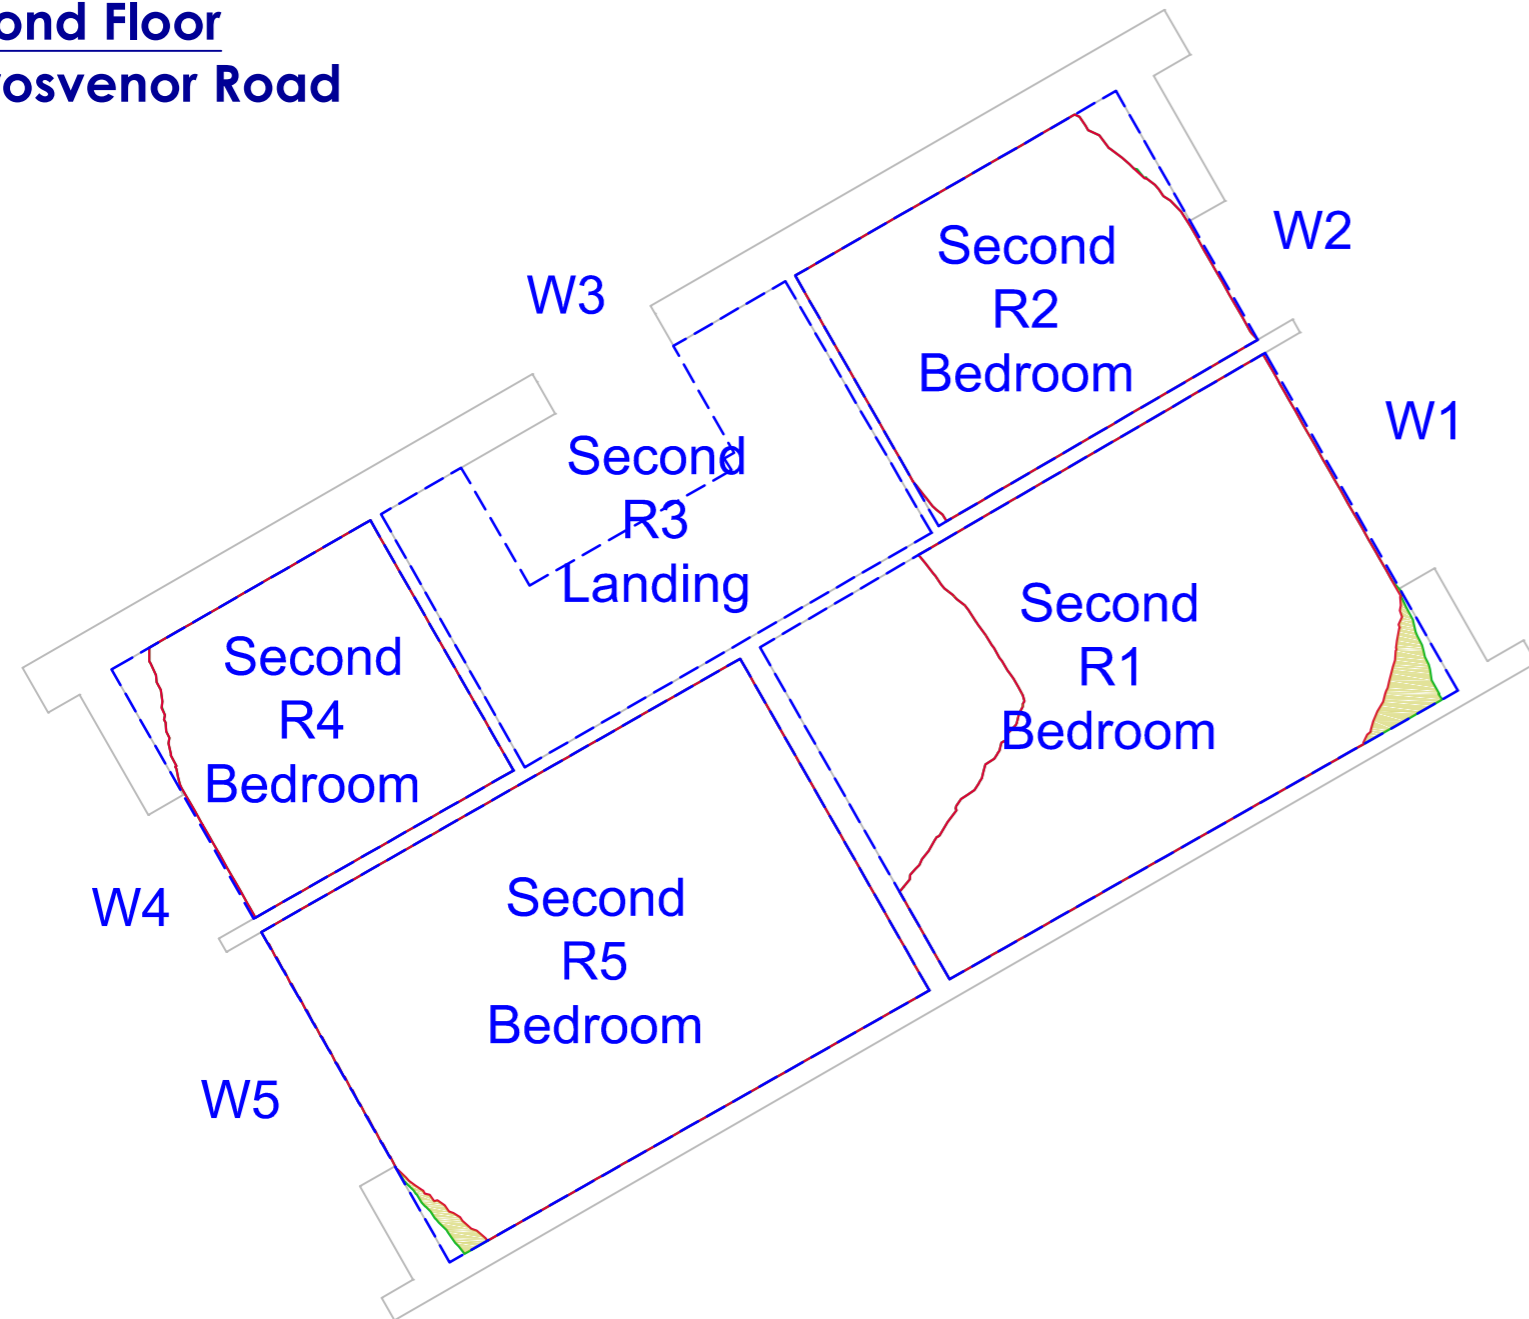 ond Floor
osvenor Road
W2
Second
R2
Bedroom
W3
W1
Second
R3
Landing
Second
R1
Bedroom
Second
R4
Bedroom
W4
Second
R5
Bedroom
W5